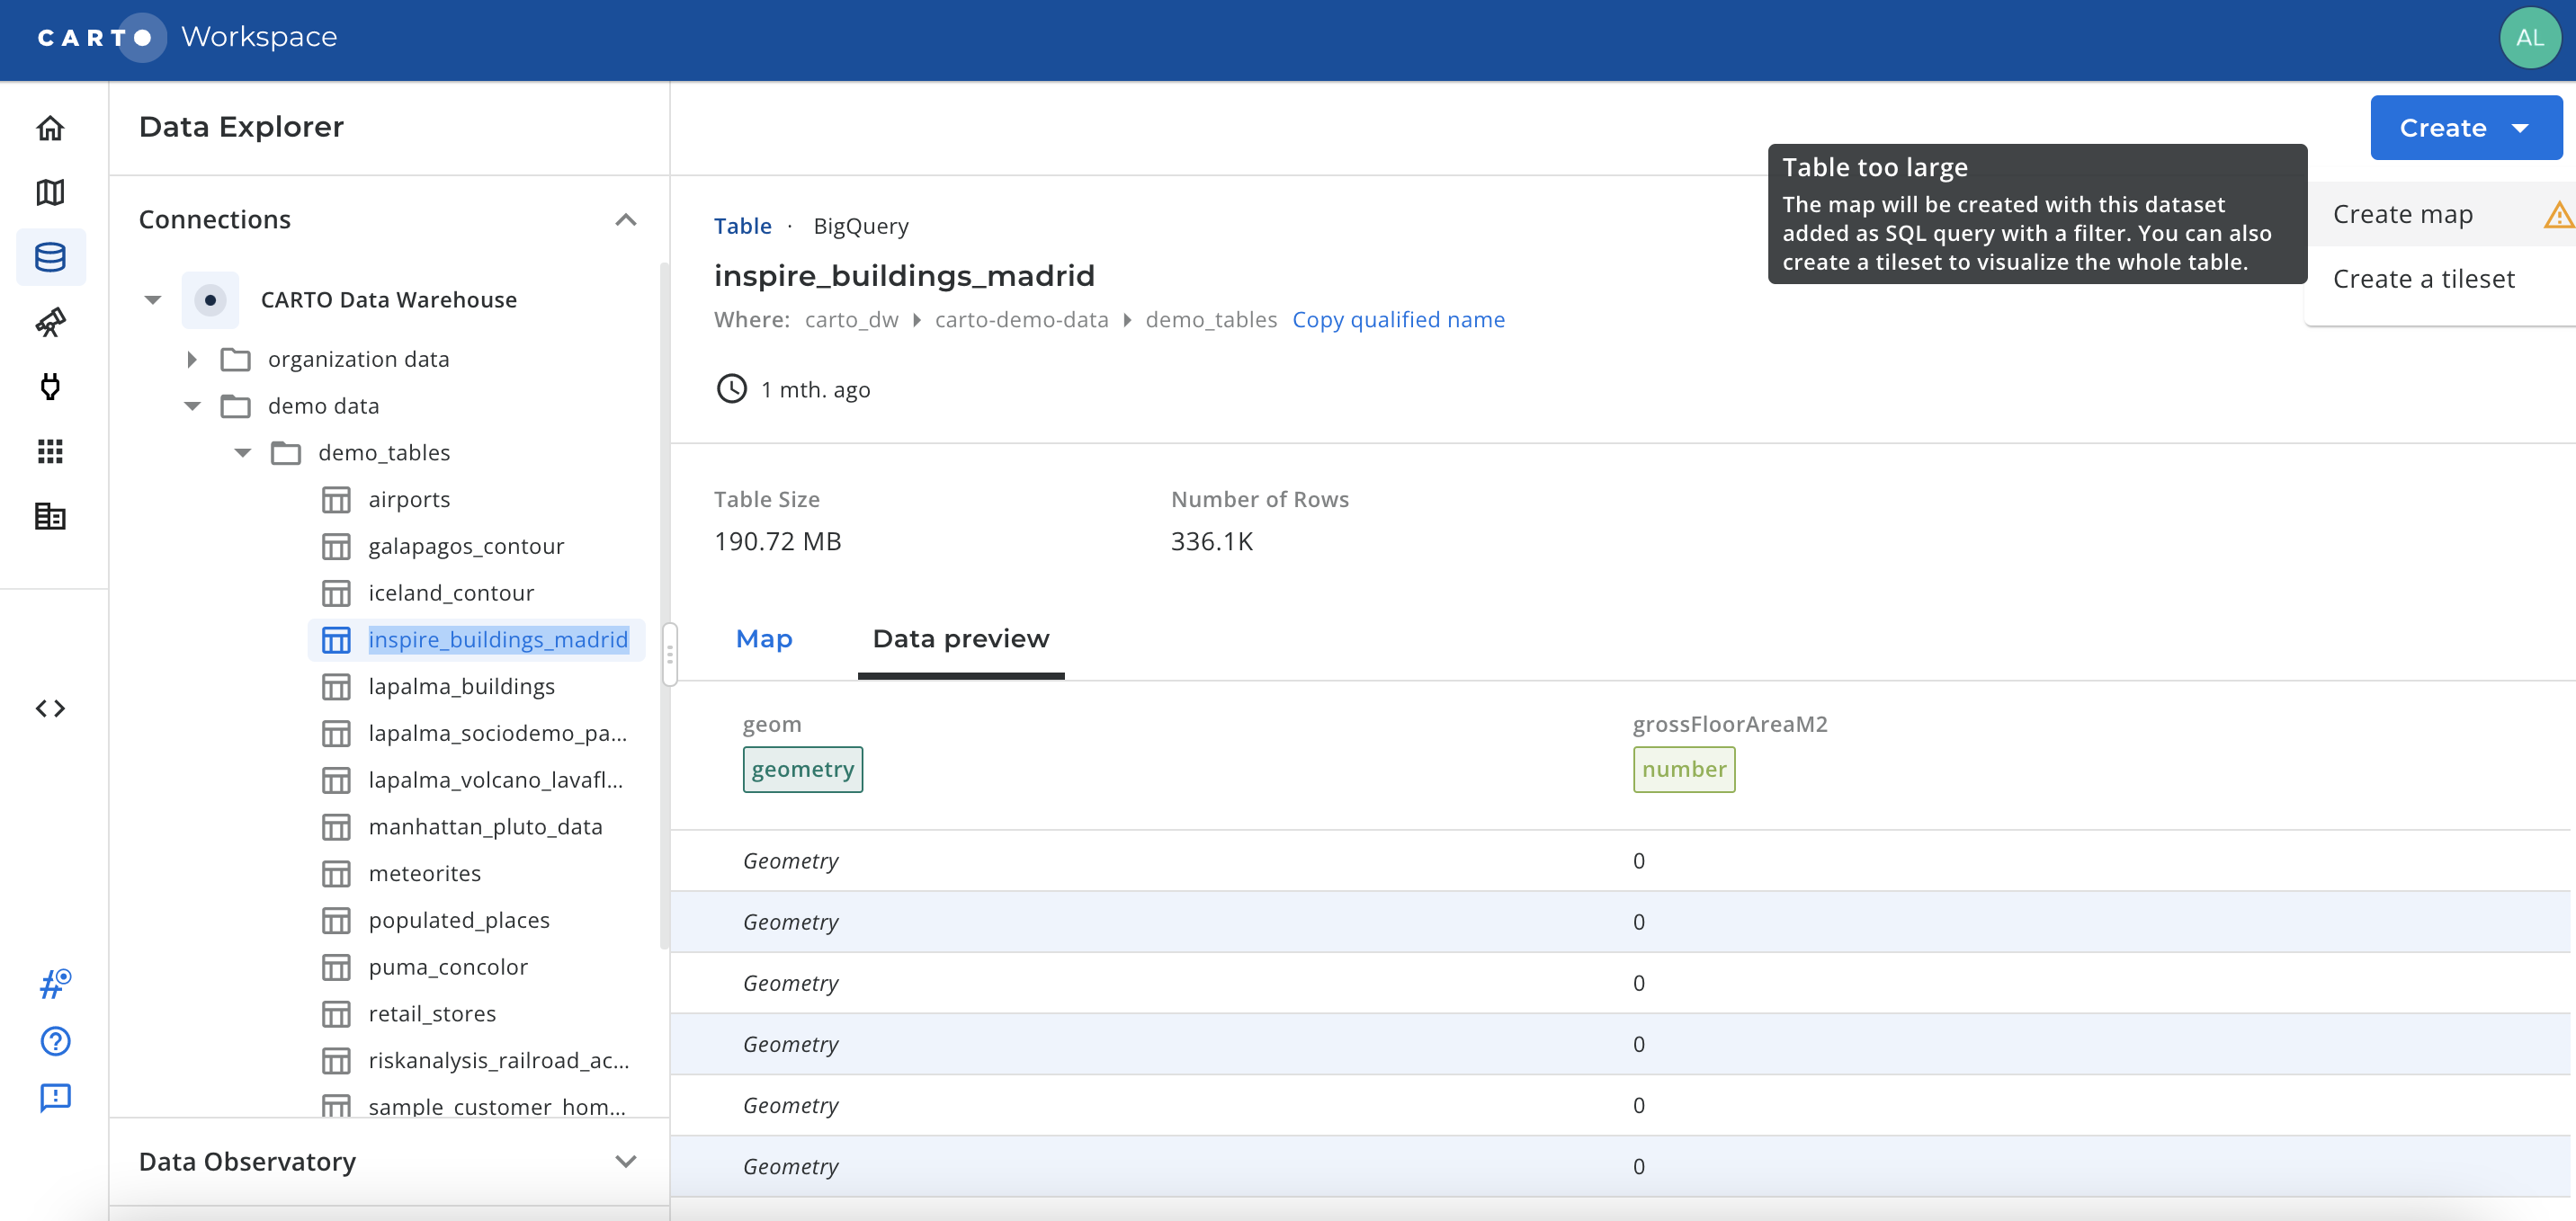 CARTO Workspace
AL
Data Explorer
Create
Connections
CARTO Data Warehouse
organization data
demo data
demo_tables
airports
galapagos_contour
iceland_contour
inspire_buildings_madrid
lapalma_buildings
lapalma_sociodemo_pa...
lapalma_volcano_lavafl...
manhattan_pluto_data
meteorites
populated_places
puma_concolor
retail_stores
riskanalysis_railroad_ac...
sample_customer_hom...
Data Observatory
Table too large
The map will be created with this dataset
added as SQL query with a filter. You can also
create a tileset to visualize the whole table.
Create map
Create a tileset
Table · BigQuery
inspire_buildings_madrid
Where: carto_dw carto-demo-data demo_tables Copy qualified name
1 mth. ago
Table Size Number of Rows
190.72 MB 336.1K
Map Data preview
geom grossFloorAreaM2
geometry number
Geometry 0
Geometry 0
Geometry 0
Geometry 0
Geometry 0
Geometry 0